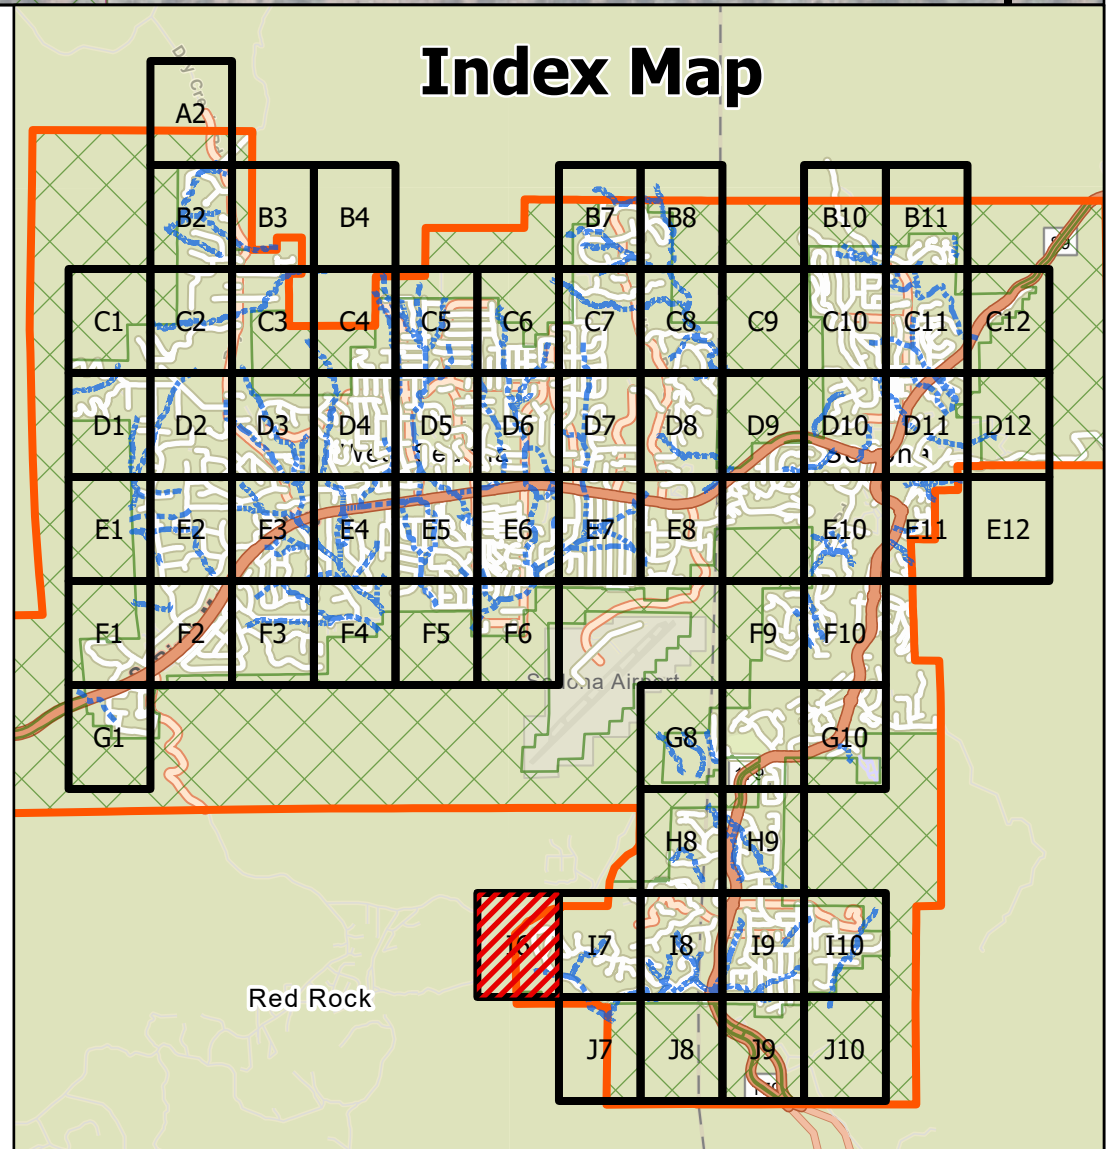 Index Map
A2
B2 B3 B4 B7 B8 B10 B11
89
C1 C2 C3 C4 C5 C6 C7 C8 C9 C10 C11 C12
D1 D2 D3 D4 D5 D6 D7 D8 D9 D10 D11 D12
E1 E2 E3 E4 E5 E6 E7 E8 E10 E11 E12
F1 F2 F3 F4 F5 F6 F9 F10
Sedona Airport
G1 G8 G10
H8 H9
I6 I7 I8 I9 I10
Red Rock
J7 J8 J9 J10